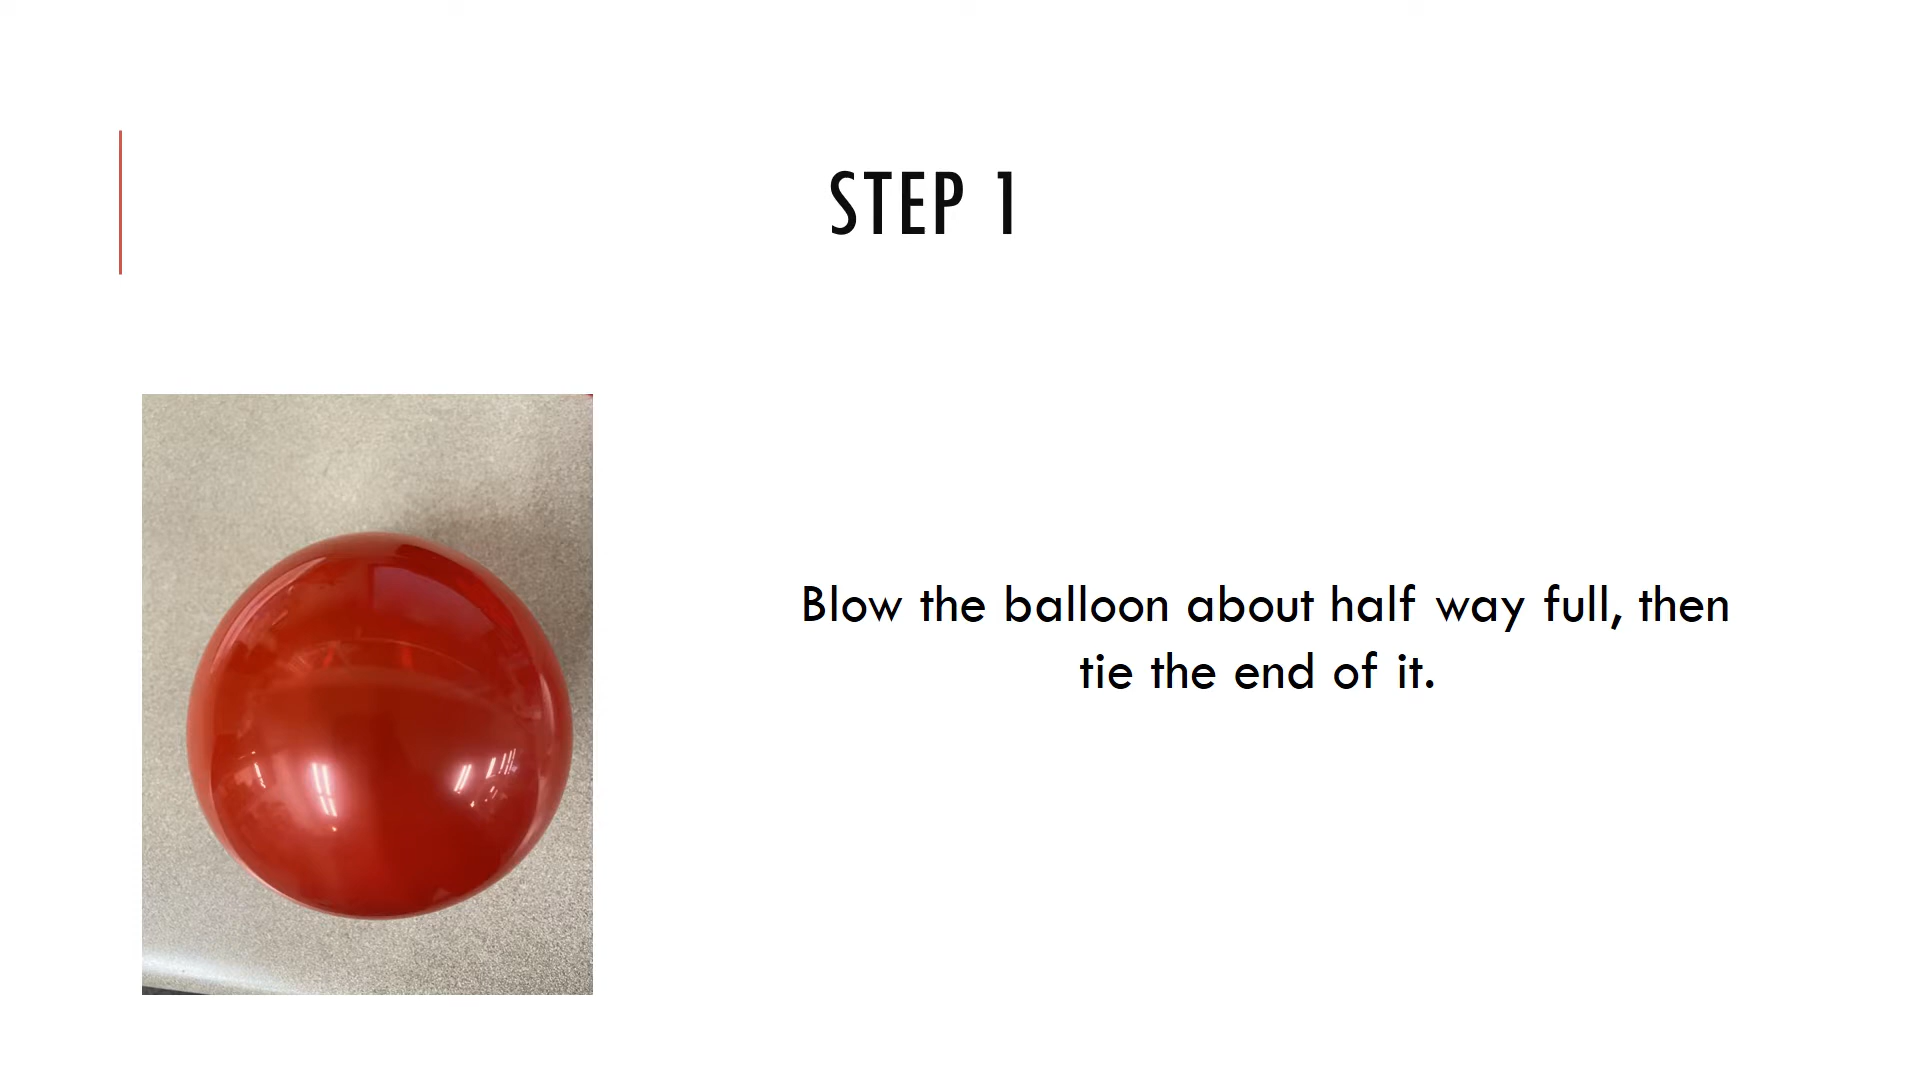 STEP 1
Blow the balloon about half way full, then
tie the end of it.